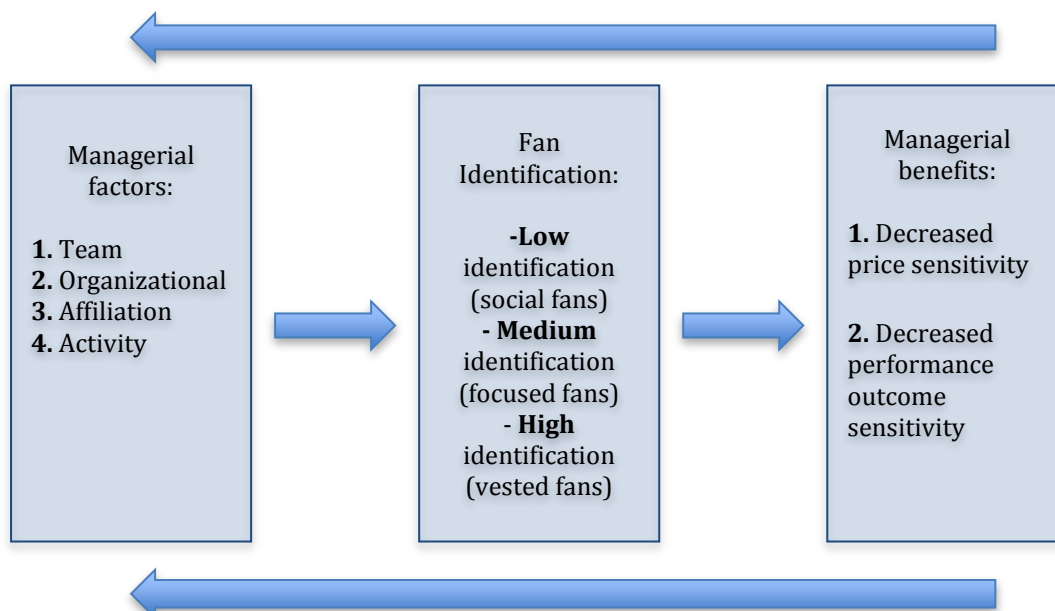 Managerial
factors:
1. Team
2. Organizational
3. Affiliation
4. Activity
Fan
Identification:
-Low
identification
(social fans)
- Medium
identification
(focused fans)
- High
identification
(vested fans)
Managerial
benefits:
1. Decreased
price sensitivity
2. Decreased
performance
outcome
sensitivity